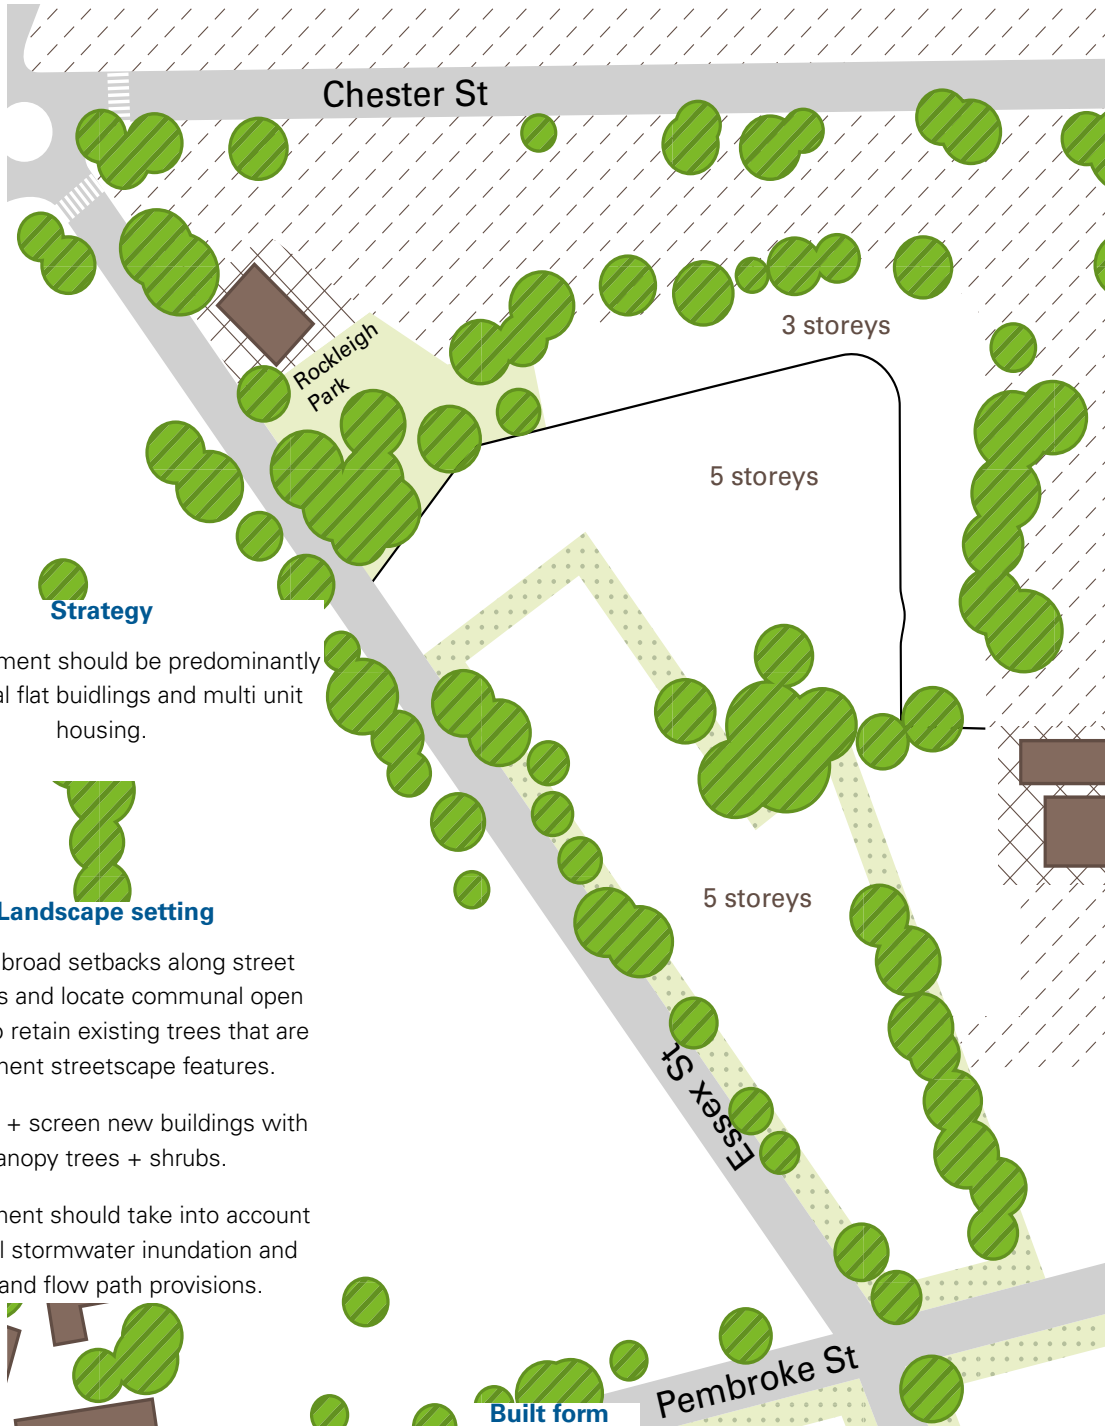 Chester St
3 storeys
Rockleigh
Park
5 storeys
Strategy
ment should be predominantly
al flat buidlings and multi unit
housing.
5 storeys
Landscape setting
broad setbacks along street
s and locate communal open
o retain existing trees that are
nent streetscape features.
+ screen new buildings with
anopy trees + shrubs.
ment should take into account
l stormwater inundation and
and flow path provisions.
Essex St
Pembroke St
Built form